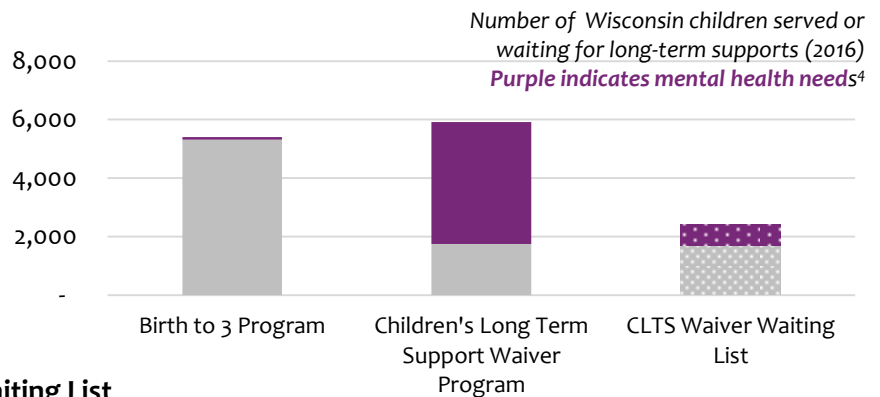 Number of Wisconsin children served or
waiting for long-term supports (2016)
Purple indicates mental health needs4
8,000
6,000
4,000
2,000
-
Birth to 3 Program
Children's Long Term
Support Waiver
Program
CLTS Waiver Waiting
List
iting List